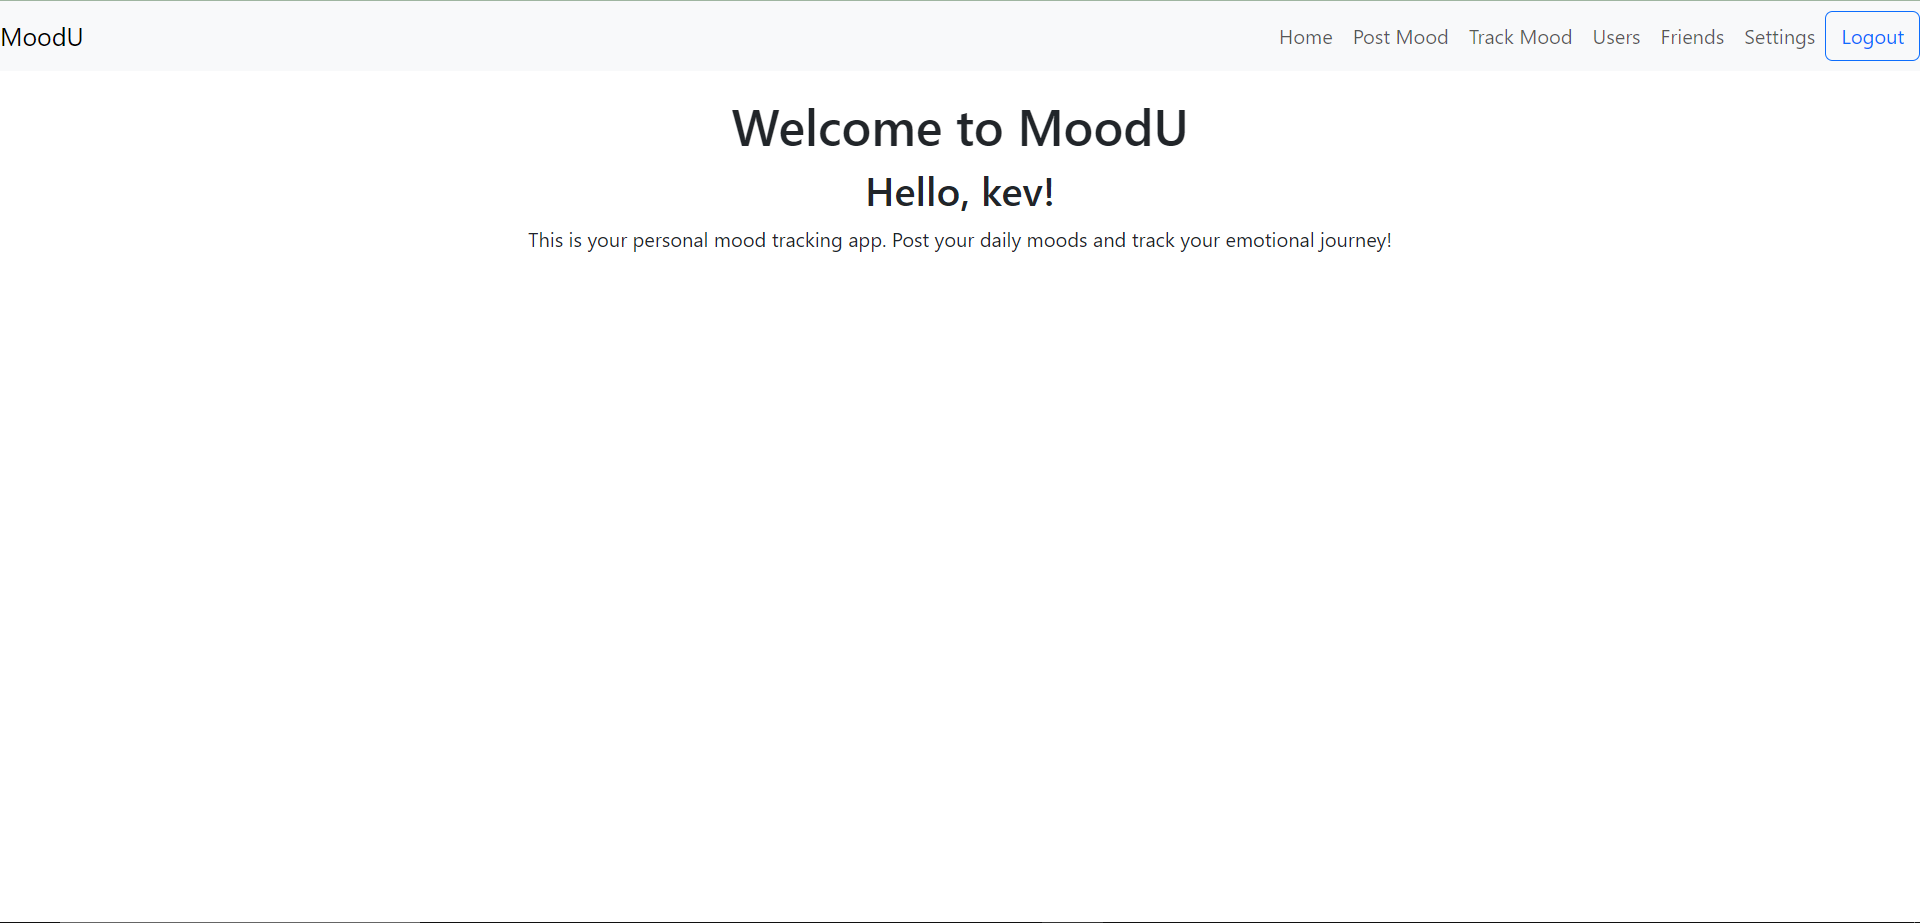 MoodU Home Post Mood Track Mood Users Friends Settings Logout
Welcome to MoodU
Hello, kev!
This is your personal mood tracking app. Post your daily moods and track your emotional journey!